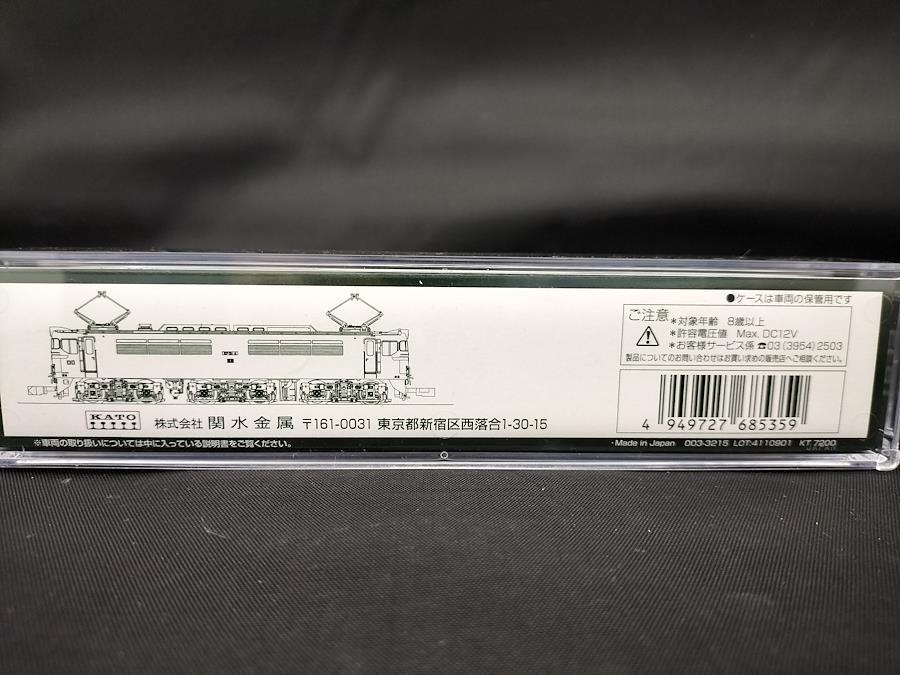 ●ケースは車両の保管用です
ご注意
＊対象年齢　8歳以上
＊許容電圧値　Max. DC12V
＊お客様サービス係 ☎03(3954)2503
製品についてのお問い合わせはお買い求めの販売店へご相談ください。
KATO
株式会社 関水金属 〒161-0031 東京都新宿区西落合1-30-15
4 949727 685359
※車両の取り扱いについては中に入っている説明書をご覧ください。
・Made in Japan 003-3215 LOT:4110901 KT 7200
JAPAN